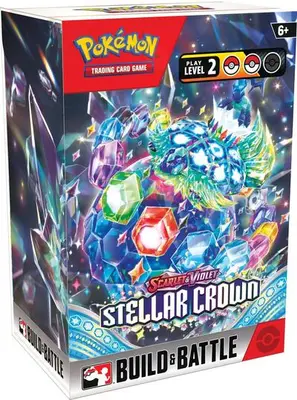 Pokémon
TRADING CARD GAME
PLAY
LEVEL 2
6+
SCARLET & VIOLET
STELLAR CROWN
BUILD & BATTLE